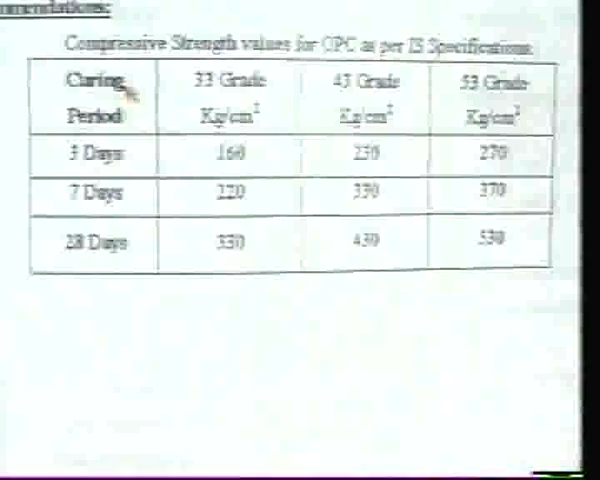 mmendations:
Compressive Strength values for OPC as per IS Specifications
Curing Period 33 Grade Kg/cm² 43 Grade Kg/cm² 53 Grade Kg/cm²
3 Days 160 230 270
7 Days 220 330 370
28 Days 330 430 530